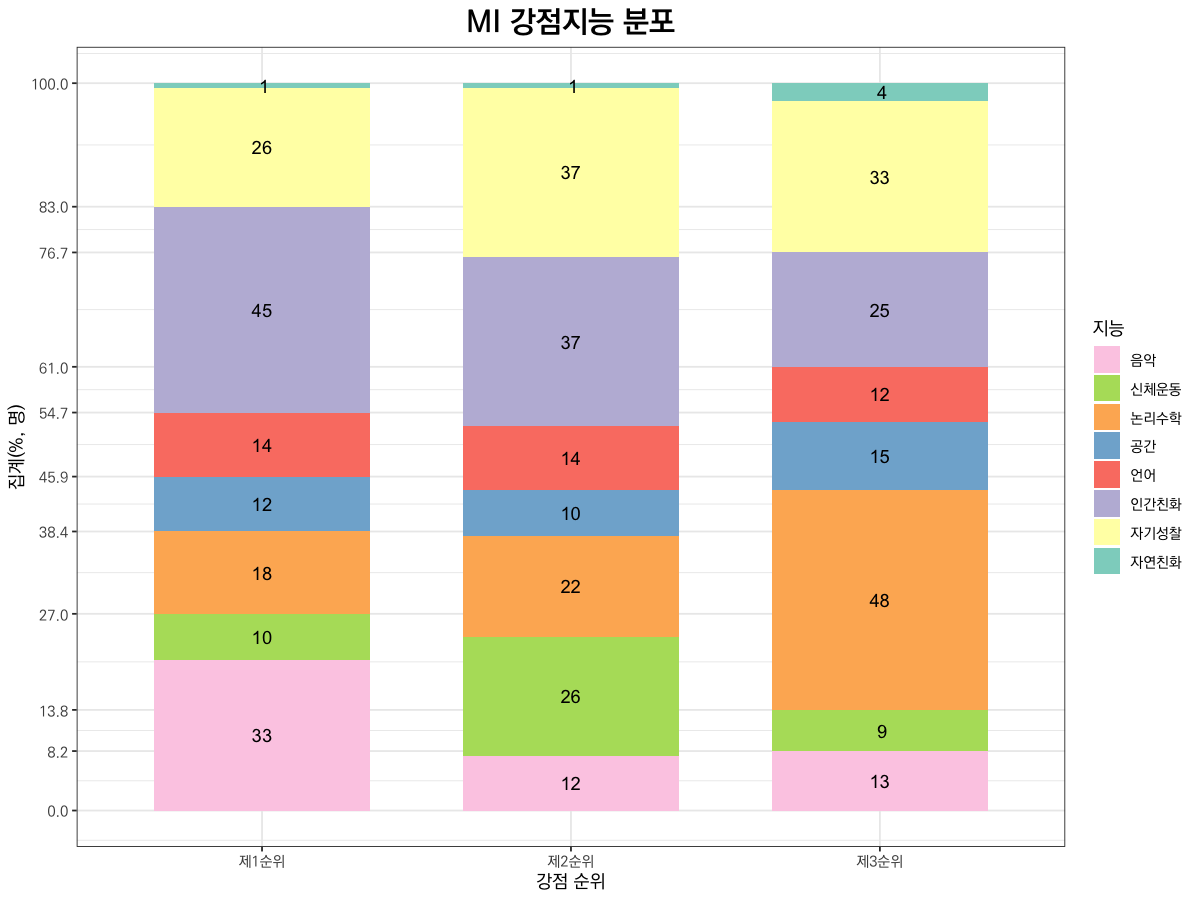 MI 강점지능 분포
집계(%, 명)
100.0
83.0
76.7
61.0
54.7
45.9
38.4
27.0
13.8
8.2
0.0
1
26
45
14
12
18
10
33
1
37
37
14
10
22
26
12
4
33
25
12
15
48
9
13
제1순위
제2순위
제3순위
강점 순위
지능
음악
신체운동
논리수학
공간
언어
인간친화
자기성찰
자연친화